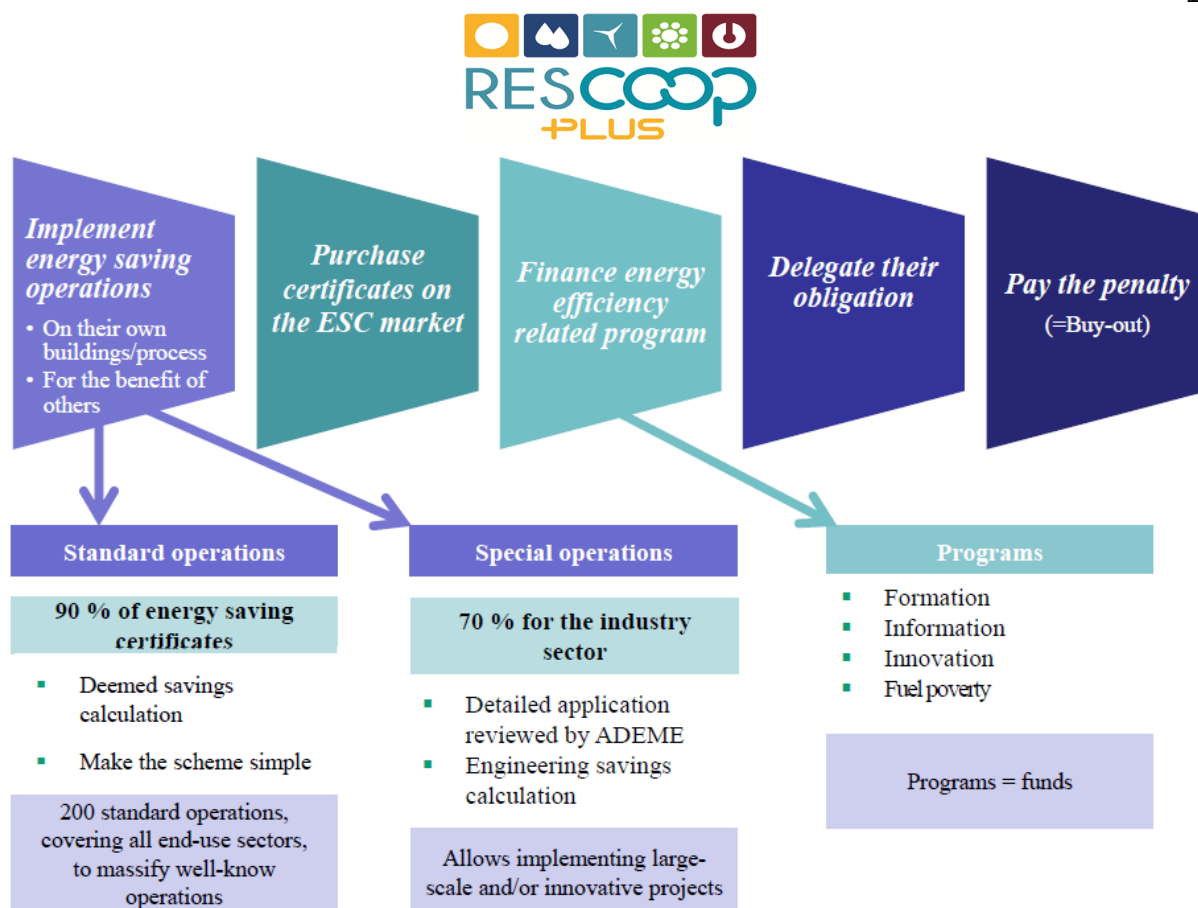 RESCOOP
PLUS
Implement
energy saving
operations
• On their own
buildings/process
• For the benefit of
others
Purchase
certificates on
the ESC market
Finance energy
efficiency
related program
Delegate their
obligation
Pay the penalty
(=Buy-out)
Standard operations
90 % of energy saving
certificates
▪ Deemed savings
calculation
▪ Make the scheme simple
200 standard operations,
covering all end-use sectors,
to massify well-know
operations
Special operations
70 % for the industry
sector
▪ Detailed application
reviewed by ADEME
▪ Engineering savings
calculation
Allows implementing large-
scale and/or innovative projects
Programs
▪ Formation
▪ Information
▪ Innovation
▪ Fuel poverty
Programs = funds